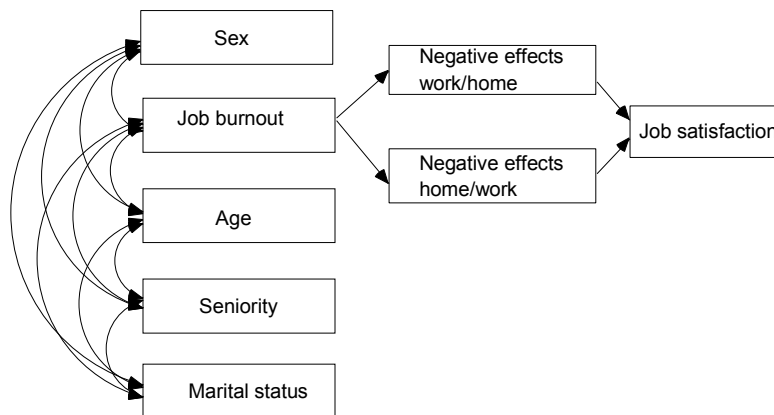 Sex
Job burnout
Age
Seniority
Marital status
Negative effects
work/home
Negative effects
home/work
Job satisfaction